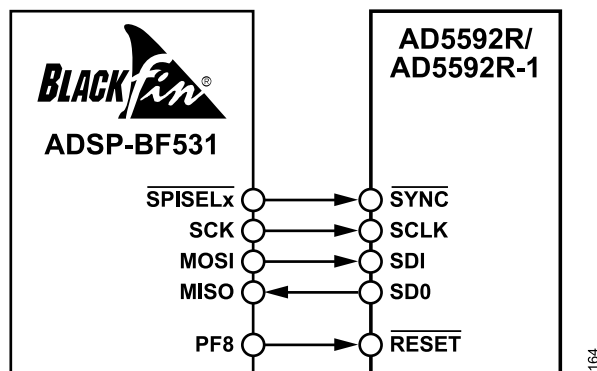 BLACKfin®
ADSP-BF531
AD5592R/
AD5592R-1
SPISELx SYNC
SCK SCLK
MOSI SDI
MISO SD0
PF8 RESET
164